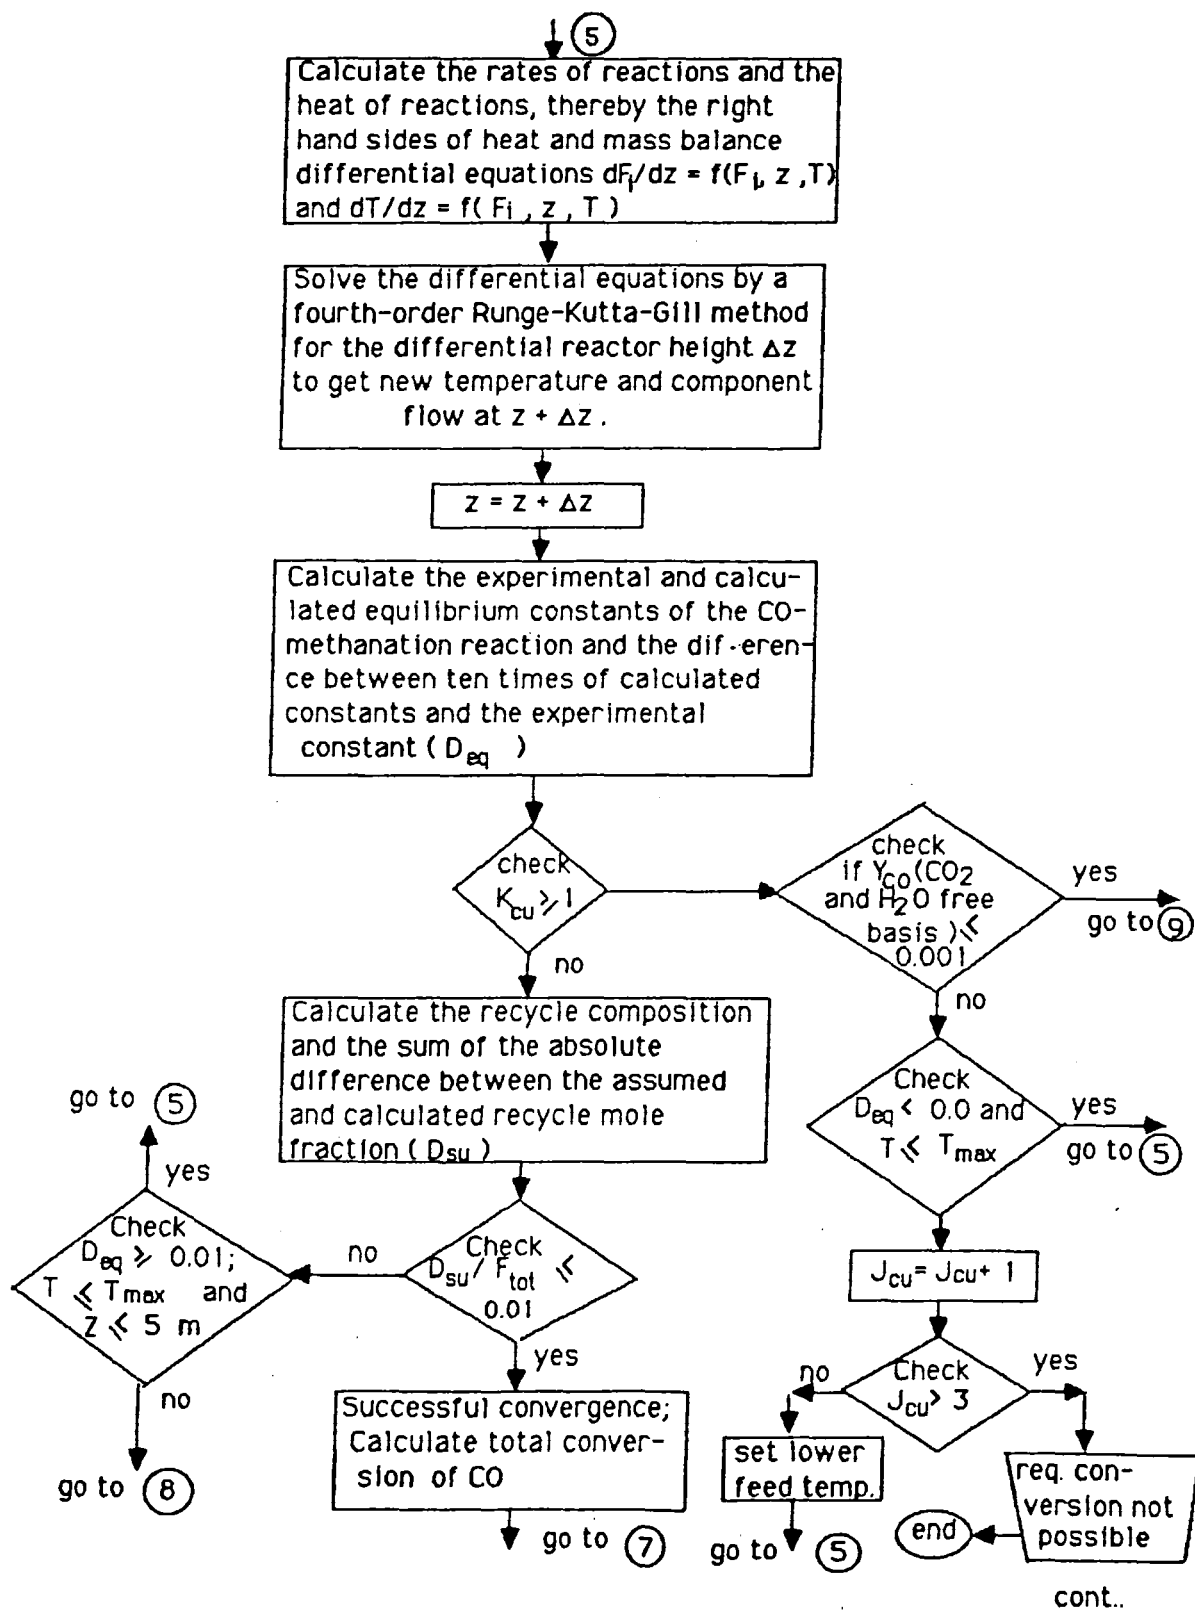 5
Calculate the rates of reactions and the
heat of reactions, thereby the right
hand sides of heat and mass balance
differential equations dFi/dz = f(Fi, z ,T)
and dT/dz = f( Fi , z , T )
Solve the differential equations by a
fourth-order Runge-Kutta-Gill method
for the differential reactor height Δz
to get new temperature and component
flow at z + Δz .
z = z + Δz
Calculate the experimental and calcu-
lated equilibrium constants of the CO-
methanation reaction and the dif-eren-
ce between ten times of calculated
constants and the experimental
constant ( Deq )
check
Kcu ⩾ 1
no
check
if YCO (CO2
and H2O free
basis ) ⩽
0.001
yes
go to 9
no
Check
Deq < 0.0 and
T ⩽ Tmax
yes
go to 5
Jcu = Jcu + 1
Check
Jcu > 3
no
yes
set lower
feed temp.
go to 5
req. con-
version not
possible
end
Calculate the recycle composition
and the sum of the absolute
difference between the assumed
and calculated recycle mole
fraction ( Dsu )
Check
Dsu / Ftot ⩽
0.01
no
yes
Check
Deq ⩾ 0.01;
T ⩽ Tmax and
Z ⩽ 5 m
yes
go to 5
no
go to 8
Successful convergence;
Calculate total conver-
sion of CO
go to 7
cont..